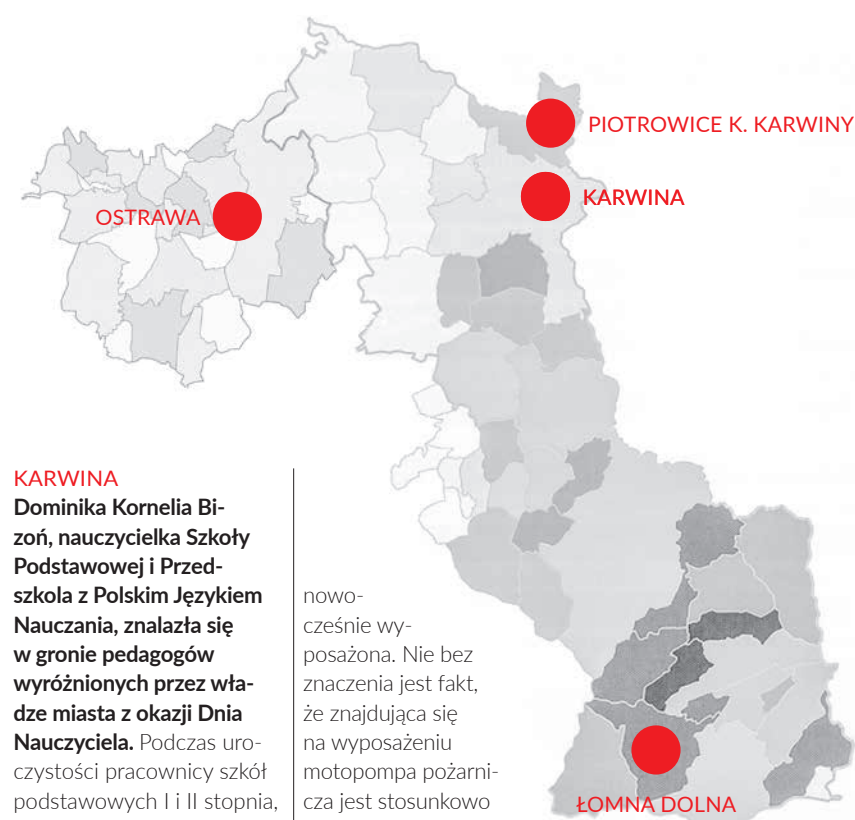 PIOTROWICE K. KARWINY
KARWINA
OSTRAWA
ŁOMNA DOLNA
KARWINA
Dominika Kornelia Bi-
zoń, nauczycielka Szkoły
Podstawowej i Przed-
szkola z Polskim Językiem
Nauczania, znalazła się
w gronie pedagogów
wyróżnionych przez wła-
dze miasta z okazji Dnia
Nauczyciela. Podczas uro-
czystości pracownicy szkół
podstawowych I i II stopnia,
nowo-
cześnie wy-
posażona. Nie bez
znaczenia jest fakt,
że znajdująca się
na wyposażeniu
motopompa pożarni-
cza jest stosunkowo